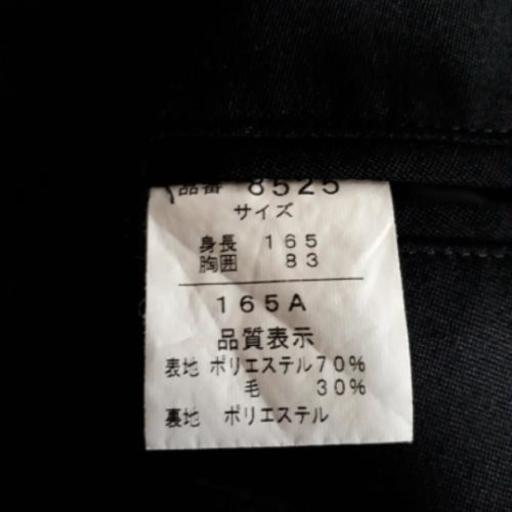 品番 8525
サイズ
身長 165
胸囲 83
165A
品質表示
表地 ポリエステル70%
毛 30%
裏地 ポリエステル